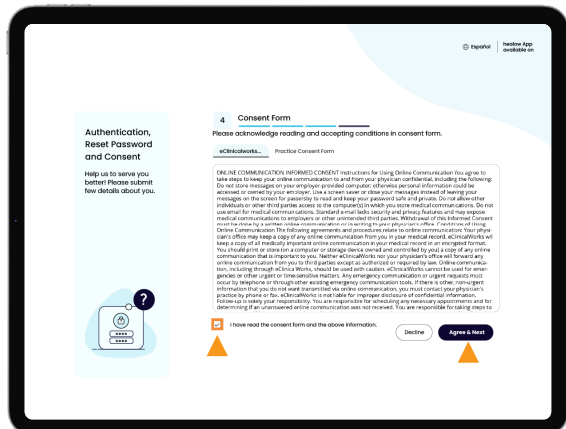 Español
healow App
available on
Authentication,
Reset Password
and Consent
Help us to serve you
better! Please submit
few details about you.
4 Consent Form
Please acknowledge reading and accepting conditions in consent form.
eClinicalworks... Practice Consent Form
ONLINE COMMUNICATION INFORMED CONSENT Instructions for Using Online Communication You agree to
take steps to keep your online communication to and from your physician confidential, including the following:
Do not store messages on your employer-provided computer; otherwise personal information could be
accessed or owned by your employer. Use a screen saver or close your messages instead of leaving your
messages on the screen for passersby to read and keep your password safe and private. Do not allow other
individuals or other third parties access to the computer(s) in which you store medical communications. Do not
use email for medical communications. Standard e-mail lacks security and privacy features and may expose
medical communications to employers or other unintended third parties. Withdrawal of this Informed Consent
must be done by a written online communication or in writing to your physician's office. Conditions of Using
Online Communication The following agreements and procedures relate to online communication: Your physi-
cian's office may keep a copy of any online communication from you in your medical record. eClinicalWorks will
keep a copy of all medically important online communication in your medical record in an encrypted format.
You should print or store (on a computer or storage device owned and controlled by you) a copy of any online
communication that is important to you. Neither eClinicalWorks nor your physician's office will forward any
online communication from you to third parties except as authorized or required by law. Online-communica-
tion, including through eClinica Works, should be used with caution. eClinicalWorks cannot be used for emer-
gencies or other urgent or time-sensitive matters. Any emergency communication or urgent requests must
occur by telephone or through other existing emergency communication tools. If there is other, non-urgent
information that you do not want transmitted via online communication, you must contact your physician's
practice by phone or fax. eClinicalWorks is not liable for improper disclosure of confidential information.
Follow-up is solely your responsibility. You are responsible for scheduling any necessary appointments and for
determining if an unanswered online communication was not received. You are responsible for taking steps to
I have read the consent form and the above information.
Decline
Agree & Next